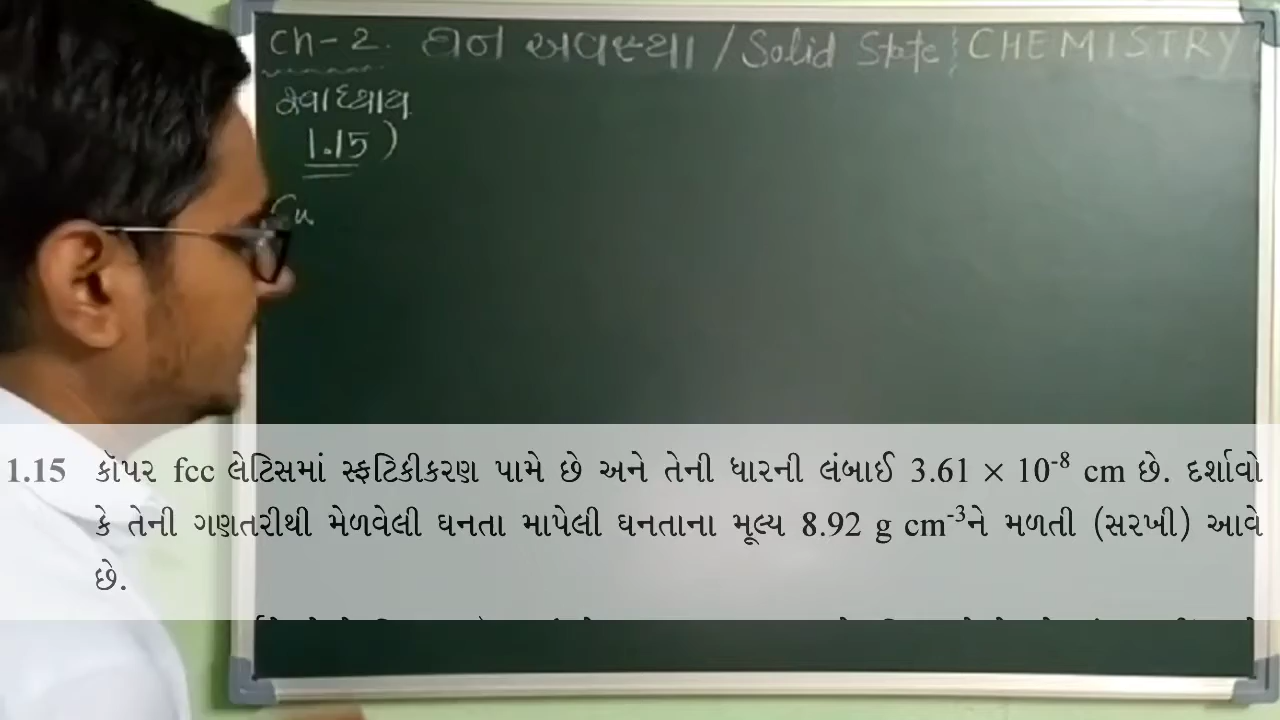 Ch-2. ઘન અવસ્થા / Solid State CHEMISTRY
સ્વાધ્યાય
1.15)
Cu
1.15 કૉપર fcc લેટિસમાં સ્ફટિકીકરણ પામે છે અને તેની ધારની લંબાઈ 3.61 × 10⁻⁸ cm છે. દર્શાવો
કે તેની ગણતરીથી મેળવેલી ઘનતા માપેલી ઘનતાના મૂલ્ય 8.92 g cm⁻³ને મળતી (સરખી) આવે
છે.